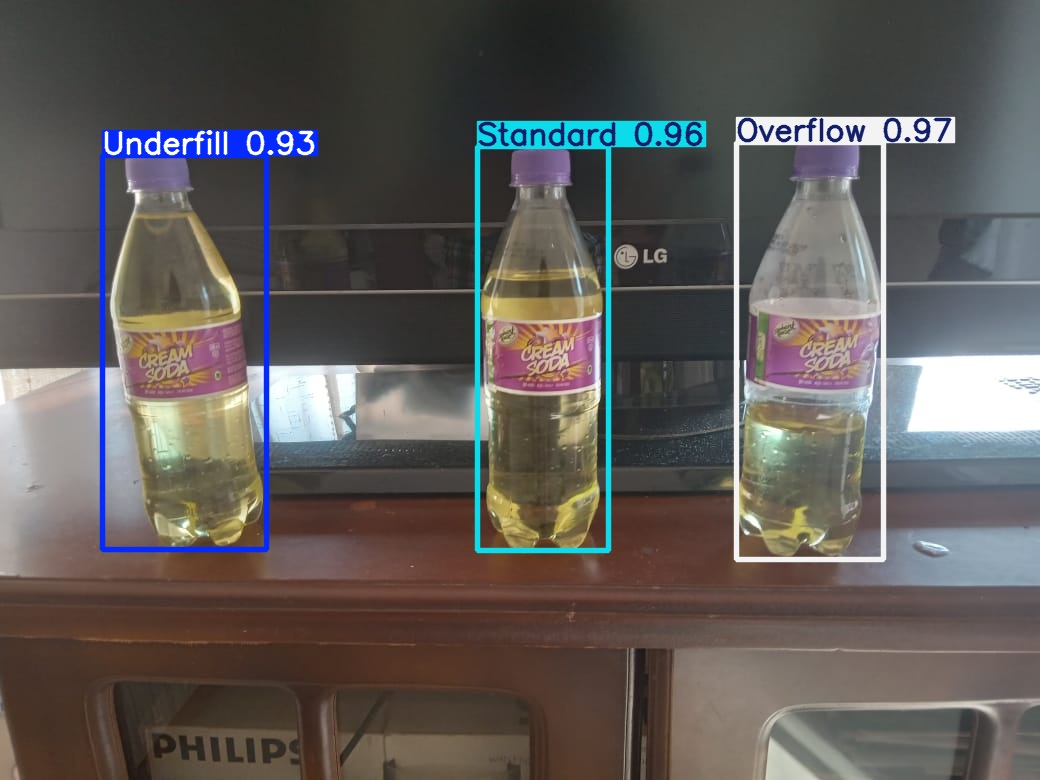 Underfill 0.93
Standard 0.96
Overflow 0.97
LG
CREAM
SODA
CREAM
SODA
CREAM
SODA
PHILIPS